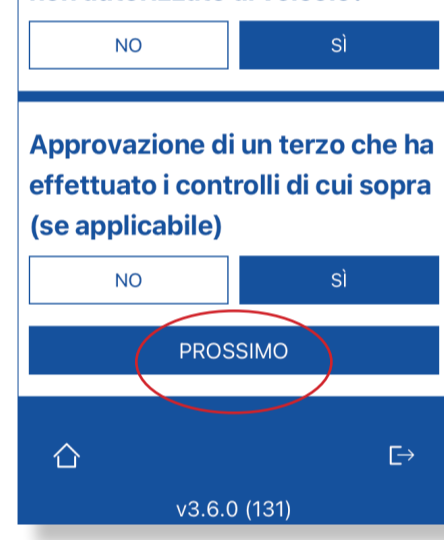 NO SÌ
Approvazione di un terzo che ha
effettuato i controlli di cui sopra
(se applicabile)
NO SÌ
PROSSIMO
v3.6.0 (131)